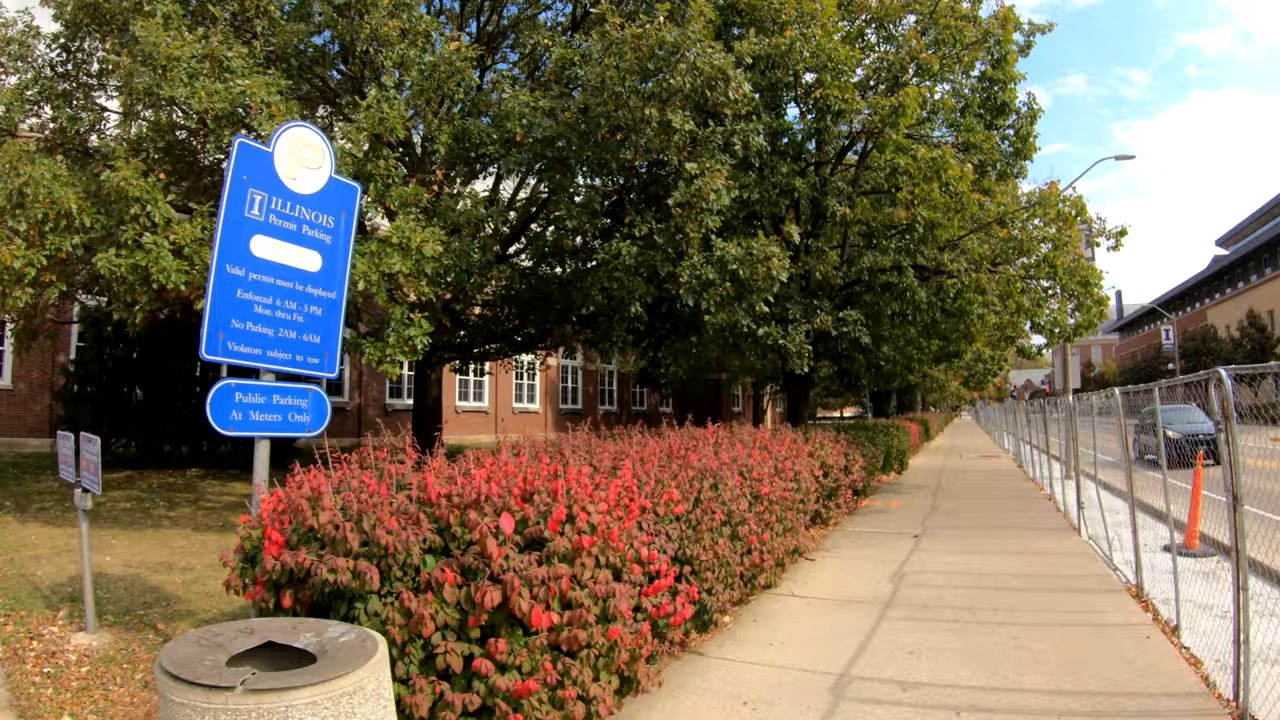 P
I ILLINOIS
Permit Parking
Valid permit must be displayed
Enforced 6 AM - 5 PM
Mon. thru Fri.
No Parking 2AM - 6AM
Violators subject to tow
Public Parking
At Meters Only
I